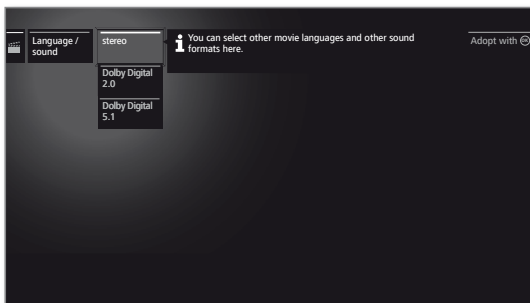 Language /
sound
stereo
Dolby Digital
2.0
Dolby Digital
5.1
i You can select other movie languages and other sound
formats here.
Adopt with OK